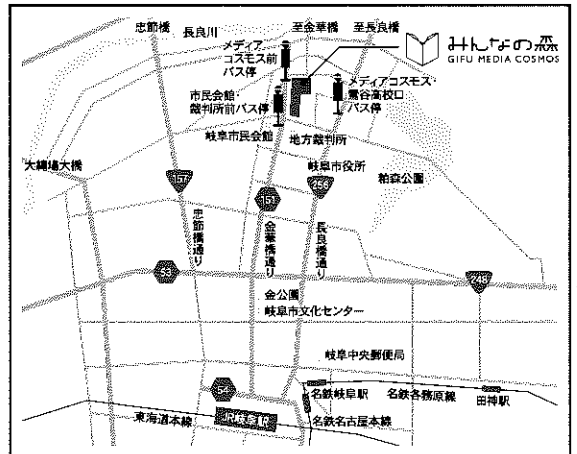 忠節橋
長良川
至金華橋
至長良橋
メディア
コスモス前
バス停
みんなの森
GIFU MEDIA COSMOS
市民会館・
裁判所前バス停
メディアコスモス・
鶯谷高校口
バス停
岐阜市民会館
地方裁判所
大縄場大橋
岐阜市役所
粕森公園
157
151
256
忠節橋通り
金華橋通り
長良橋通り
53
248
金公園
岐阜市文化センター
岐阜中央郵便局
54
名鉄岐阜駅
名鉄各務原線
田神駅
東海道本線
JR岐阜駅
名鉄名古屋本線